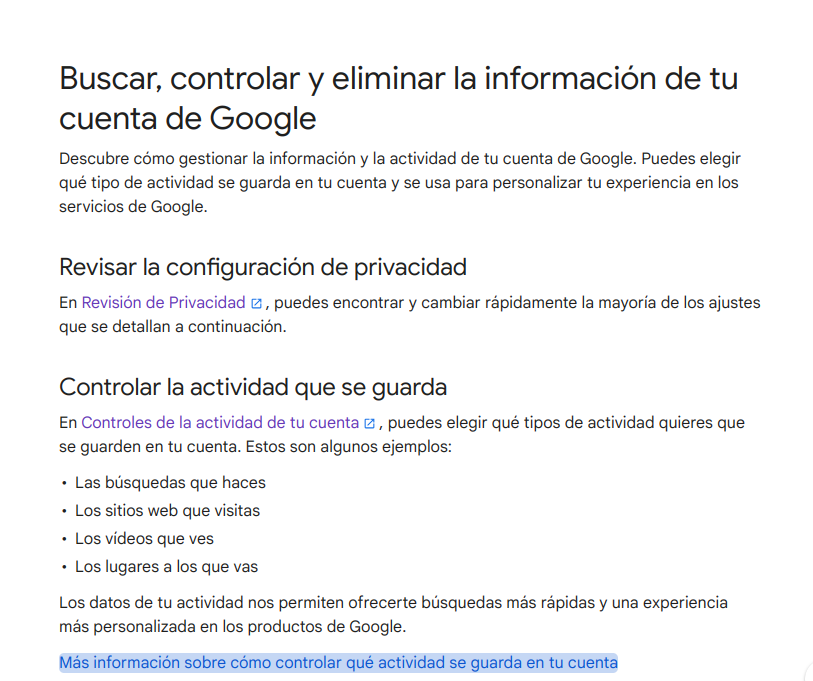 Buscar, controlar y eliminar la información de tu
cuenta de Google
Descubre cómo gestionar la información y la actividad de tu cuenta de Google. Puedes elegir
qué tipo de actividad se guarda en tu cuenta y se usa para personalizar tu experiencia en los
servicios de Google.
Revisar la configuración de privacidad
En Revisión de Privacidad , puedes encontrar y cambiar rápidamente la mayoría de los ajustes
que se detallan a continuación.
Controlar la actividad que se guarda
En Controles de la actividad de tu cuenta , puedes elegir qué tipos de actividad quieres que
se guarden en tu cuenta. Estos son algunos ejemplos:
• Las búsquedas que haces
• Los sitios web que visitas
• Los vídeos que ves
• Los lugares a los que vas
Los datos de tu actividad nos permiten ofrecerte búsquedas más rápidas y una experiencia
más personalizada en los productos de Google.
Más información sobre cómo controlar qué actividad se guarda en tu cuenta